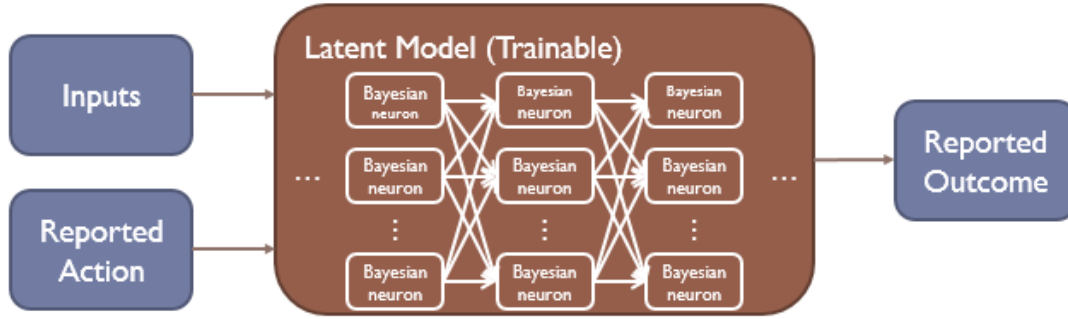 Latent Model (Trainable)
Inputs
Reported
Action
Bayesian
neuron
Bayesian
neuron
Bayesian
neuron
...
Bayesian
neuron
Bayesian
neuron
Bayesian
neuron
...
⋮
⋮
⋮
Bayesian
neuron
Bayesian
neuron
Bayesian
neuron
Reported
Outcome